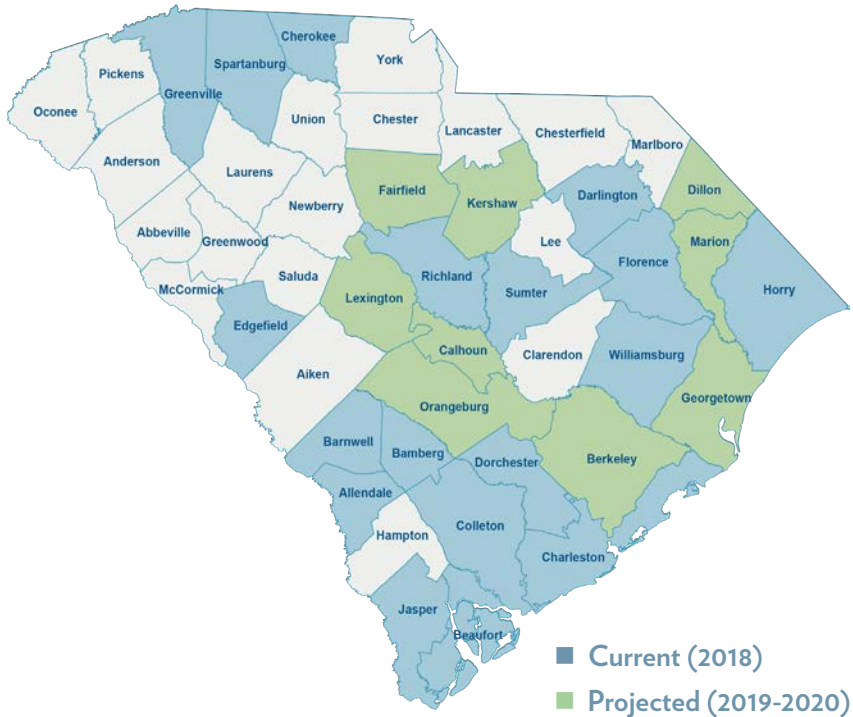 Cherokee
York
Spartanburg
Pickens
Greenville
Oconee
Union
Chester
Lancaster
Chesterfield
Marlboro
Anderson
Laurens
Fairfield
Kershaw
Darlington
Dillon
Newberry
Abbeville
Greenwood
Lee
Marion
Saluda
Richland
Florence
McCormick
Lexington
Sumter
Horry
Edgefield
Calhoun
Clarendon
Williamsburg
Aiken
Orangeburg
Georgetown
Barnwell
Bamberg
Dorchester
Berkeley
Allendale
Colleton
Hampton
Charleston
Jasper
Beaufort
Current (2018)
Projected (2019-2020)